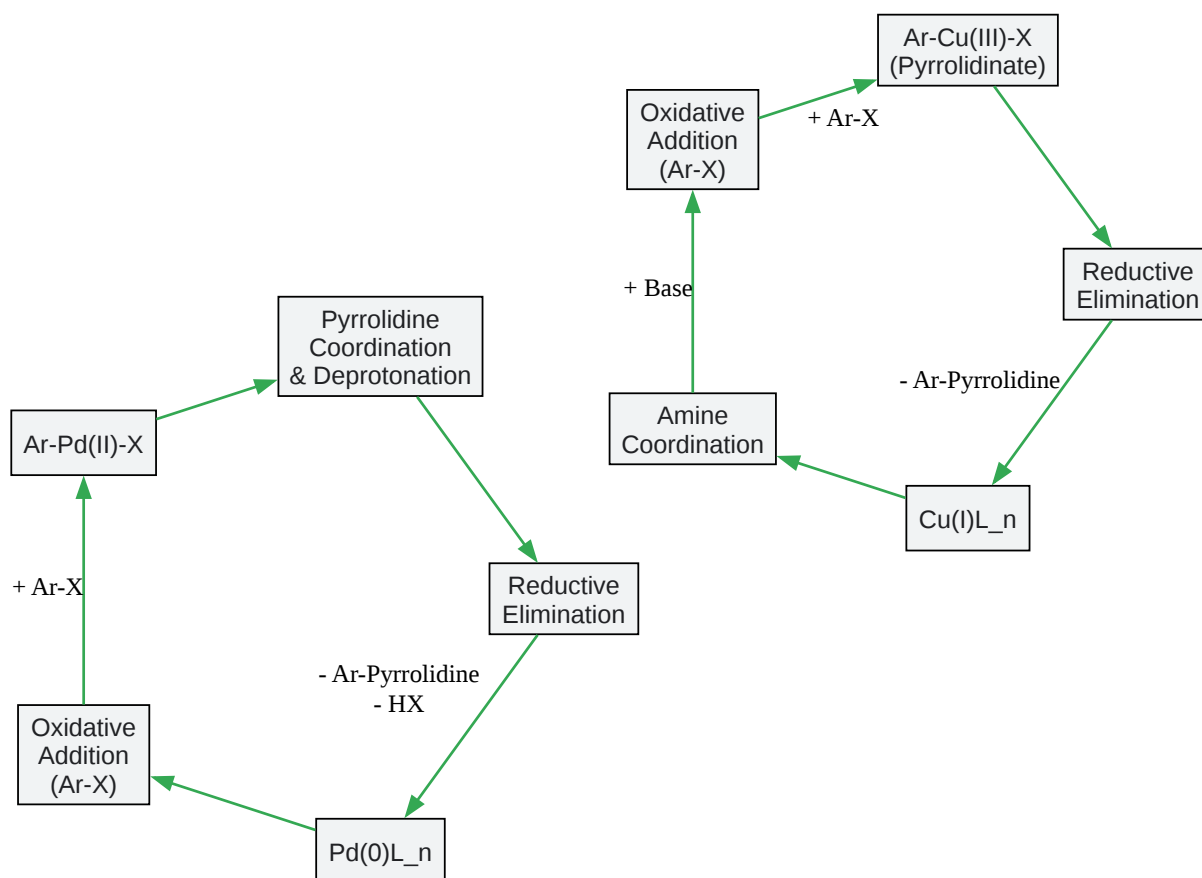 Ar-Cu(III)-X
(Pyrrolidinate)
Oxidative
Addition
(Ar-X)
+ Ar-X
Reductive
Elimination
+ Base
- Ar-Pyrrolidine
Amine
Coordination
Cu(I)L_n
Pyrrolidine
Coordination
& Deprotonation
Ar-Pd(II)-X
+ Ar-X
Reductive
Elimination
- Ar-Pyrrolidine
- HX
Oxidative
Addition
(Ar-X)
Pd(0)L_n